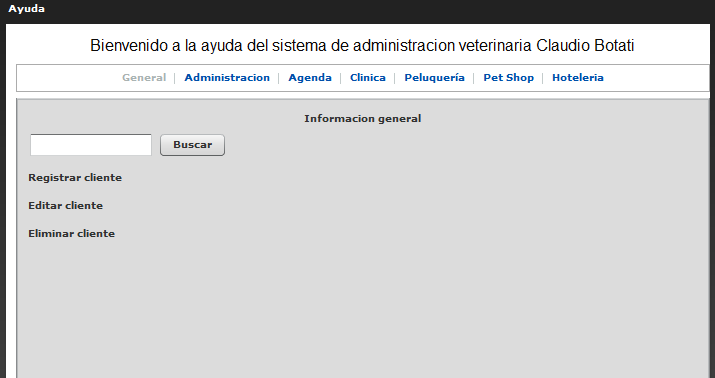 Ayuda
Bienvenido a la ayuda del sistema de administracion veterinaria Claudio Botati
General | Administracion | Agenda | Clinica | Peluquería | Pet Shop | Hoteleria
Informacion general
Buscar
Registrar cliente
Editar cliente
Eliminar cliente